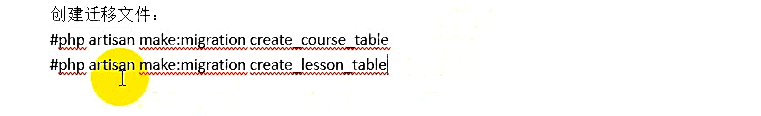 创建迁移文件：
#php artisan make:migration create_course_table
#php artisan make:migration create_lesson_table